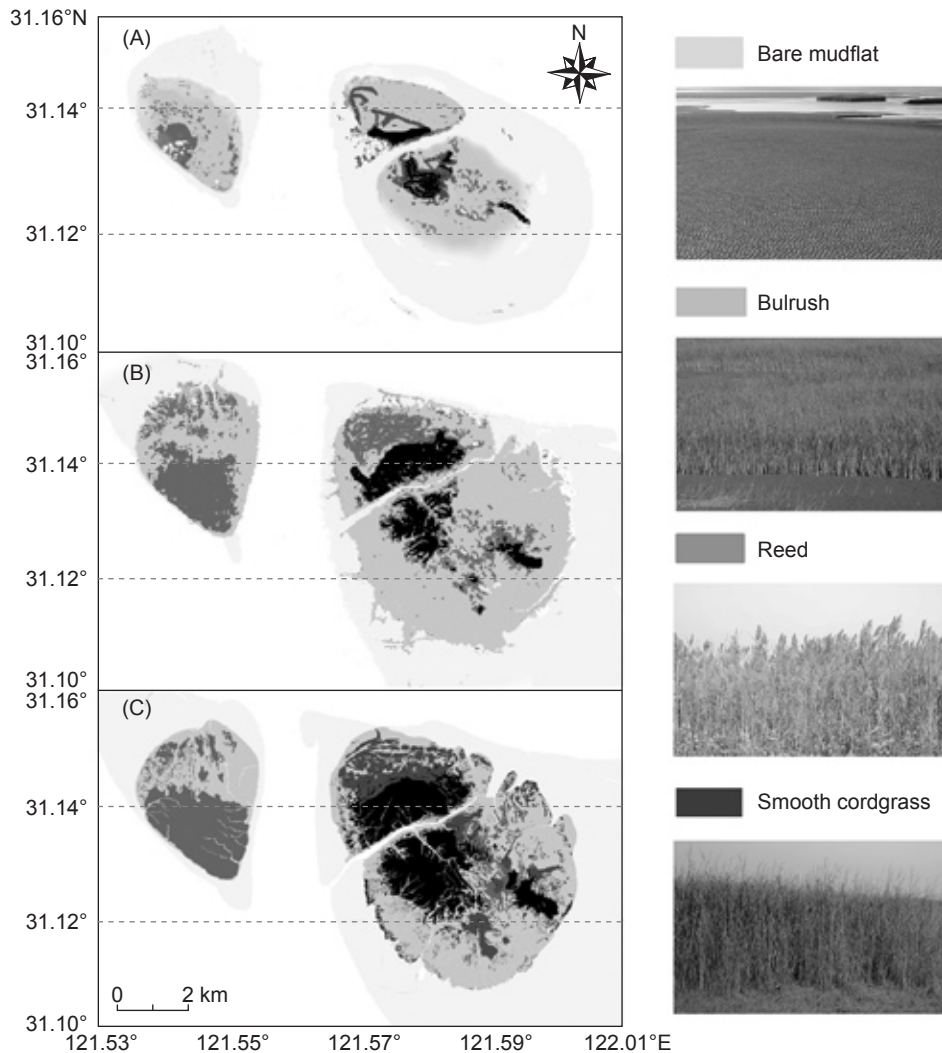 31.16°N
(A)
N
31.14°
31.12°
31.10°
31.16°
(B)
31.14°
31.12°
31.10°
31.16°
(C)
31.14°
31.12°
0 2 km
31.10°
121.53° 121.55° 121.57° 121.59° 122.01°E
Bare mudflat
Bulrush
Reed
Smooth cordgrass